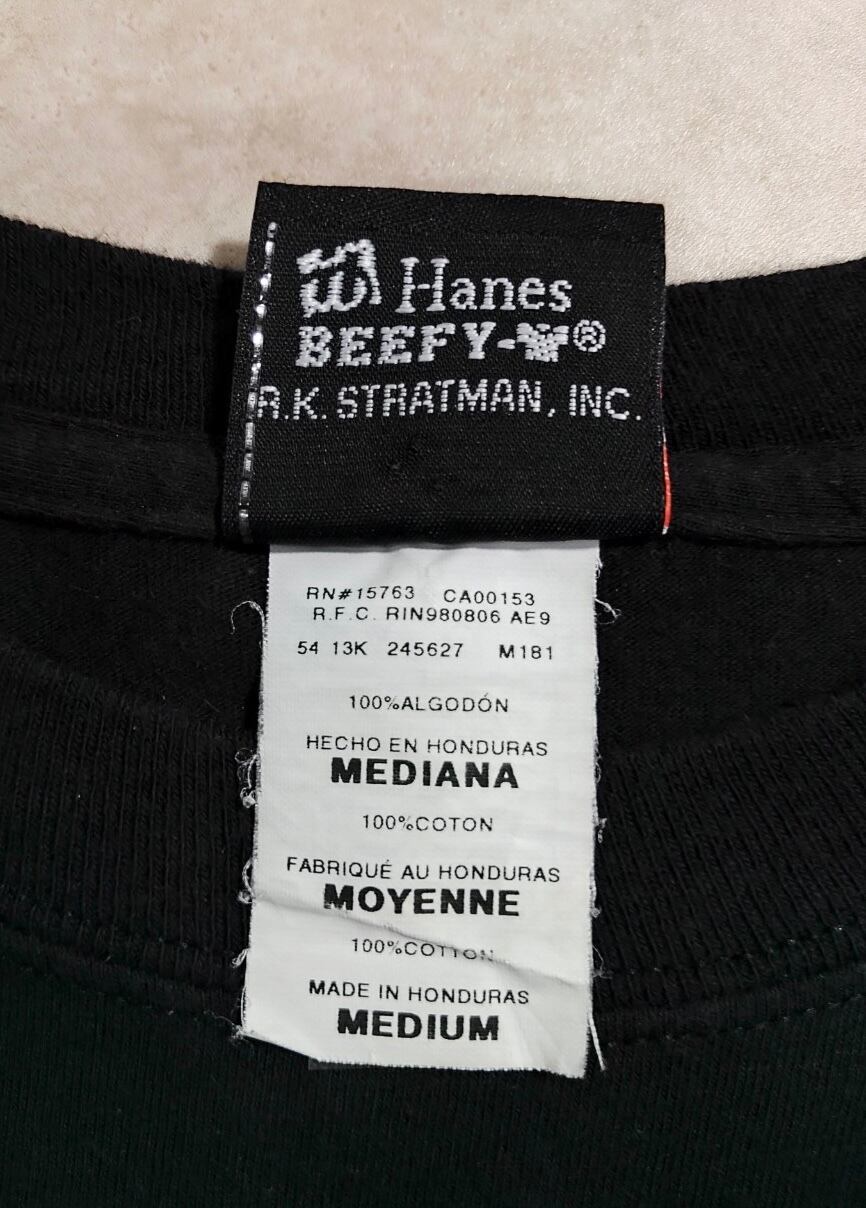 Hanes
BEEFY-T®
R.K. STRATMAN, INC.
RN#15763 CA00153
R.F.C. RIN980806 AE9
54 13K 245627 M181
100%ALGODÓN
HECHO EN HONDURAS
MEDIANA
100%COTON
FABRIQUÉ AU HONDURAS
MOYENNE
100%COTTON
MADE IN HONDURAS
MEDIUM